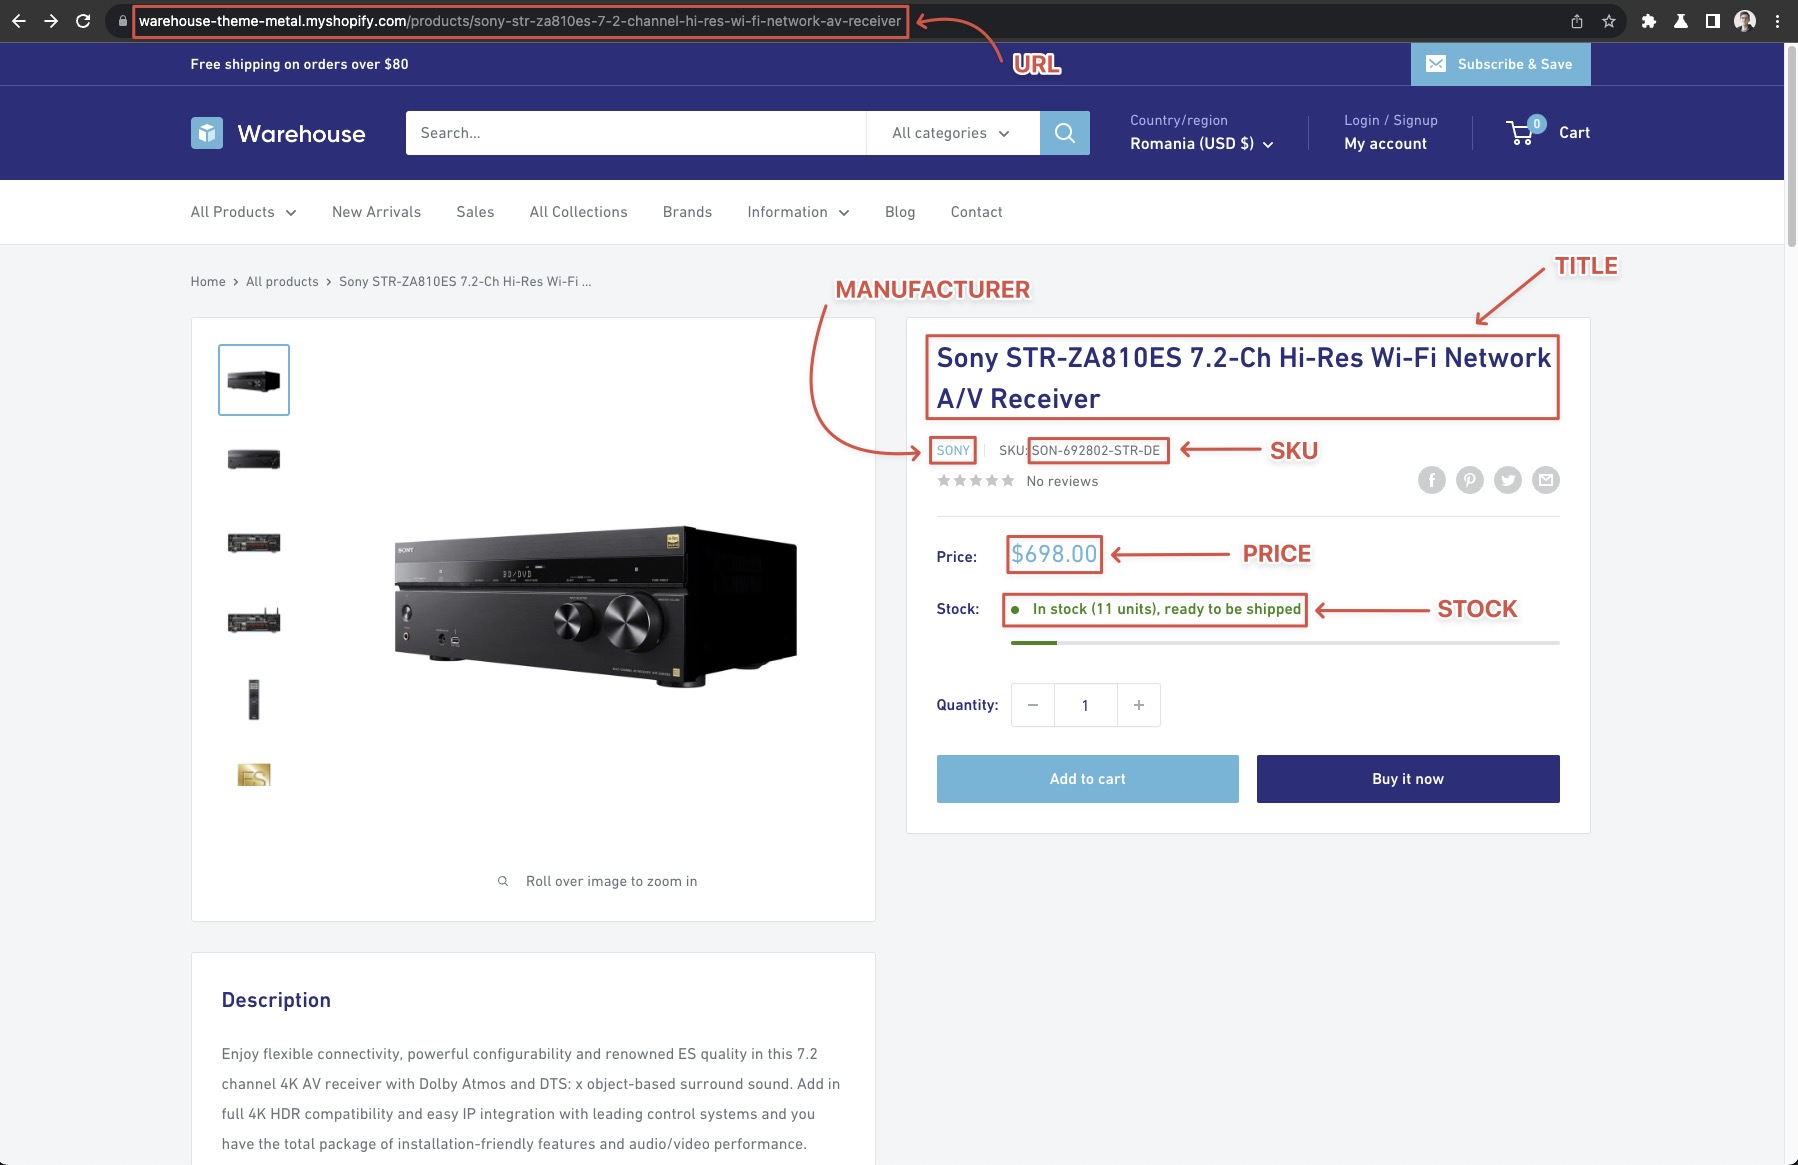 warehouse-theme-metal.myshopify.com/products/sony-str-za810es-7-2-channel-hi-res-wi-fi-network-av-receiver
URL
Free shipping on orders over $80
Subscribe & Save
Warehouse
Search...
All categories
Country/region
Romania (USD $)
Login / Signup
My account
0
Cart
All Products
New Arrivals
Sales
All Collections
Brands
Information
Blog
Contact
Home › All products › Sony STR-ZA810ES 7.2-Ch Hi-Res Wi-Fi ...
MANUFACTURER
TITLE
Sony STR-ZA810ES 7.2-Ch Hi-Res Wi-Fi Network
A/V Receiver
SONY
SKU:SON-692802-STR-DE
SKU
No reviews
Price:
$698.00
PRICE
Stock:
In stock (11 units), ready to be shipped
STOCK
Quantity:
− 1 +
Add to cart
Buy it now
SONY
BD/DVD
ES
Roll over image to zoom in
Description
Enjoy flexible connectivity, powerful configurability and renowned ES quality in this 7.2
channel 4K AV receiver with Dolby Atmos and DTS: x object-based surround sound. Add in
full 4K HDR compatibility and easy IP integration with leading control systems and you
have the total package of installation-friendly features and audio/video performance.